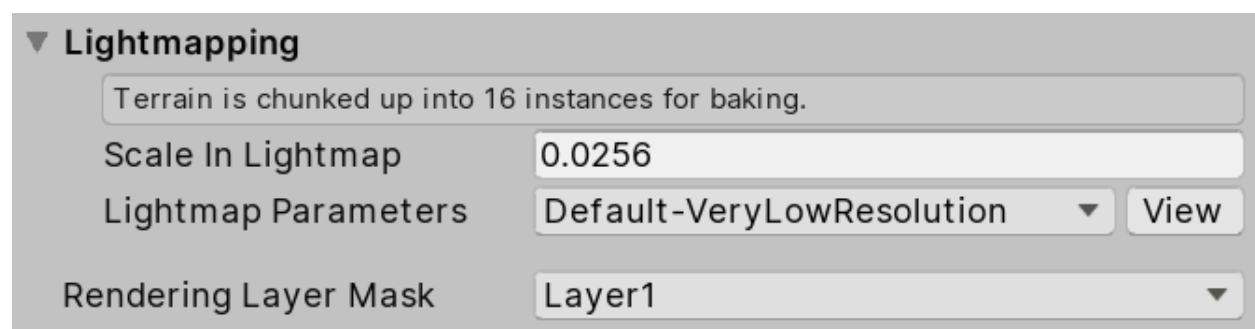 Lightmapping
Terrain is chunked up into 16 instances for baking.
Scale In Lightmap 0.0256
Lightmap Parameters Default-VeryLowResolution View
Rendering Layer Mask Layer1